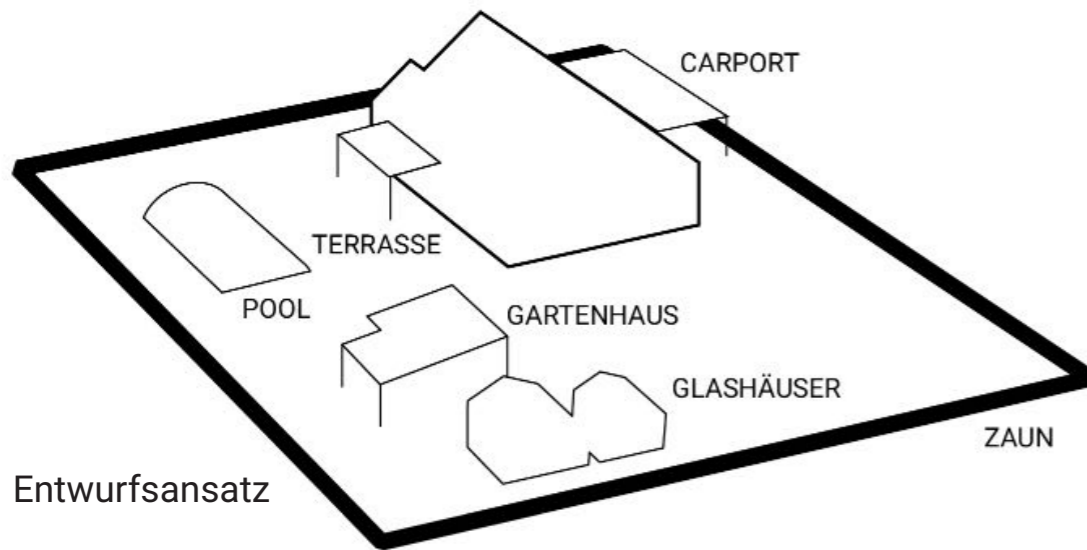 CARPORT
TERRASSE
POOL
GARTENHAUS
GLASHÄUSER
ZAUN
Entwurfsansatz